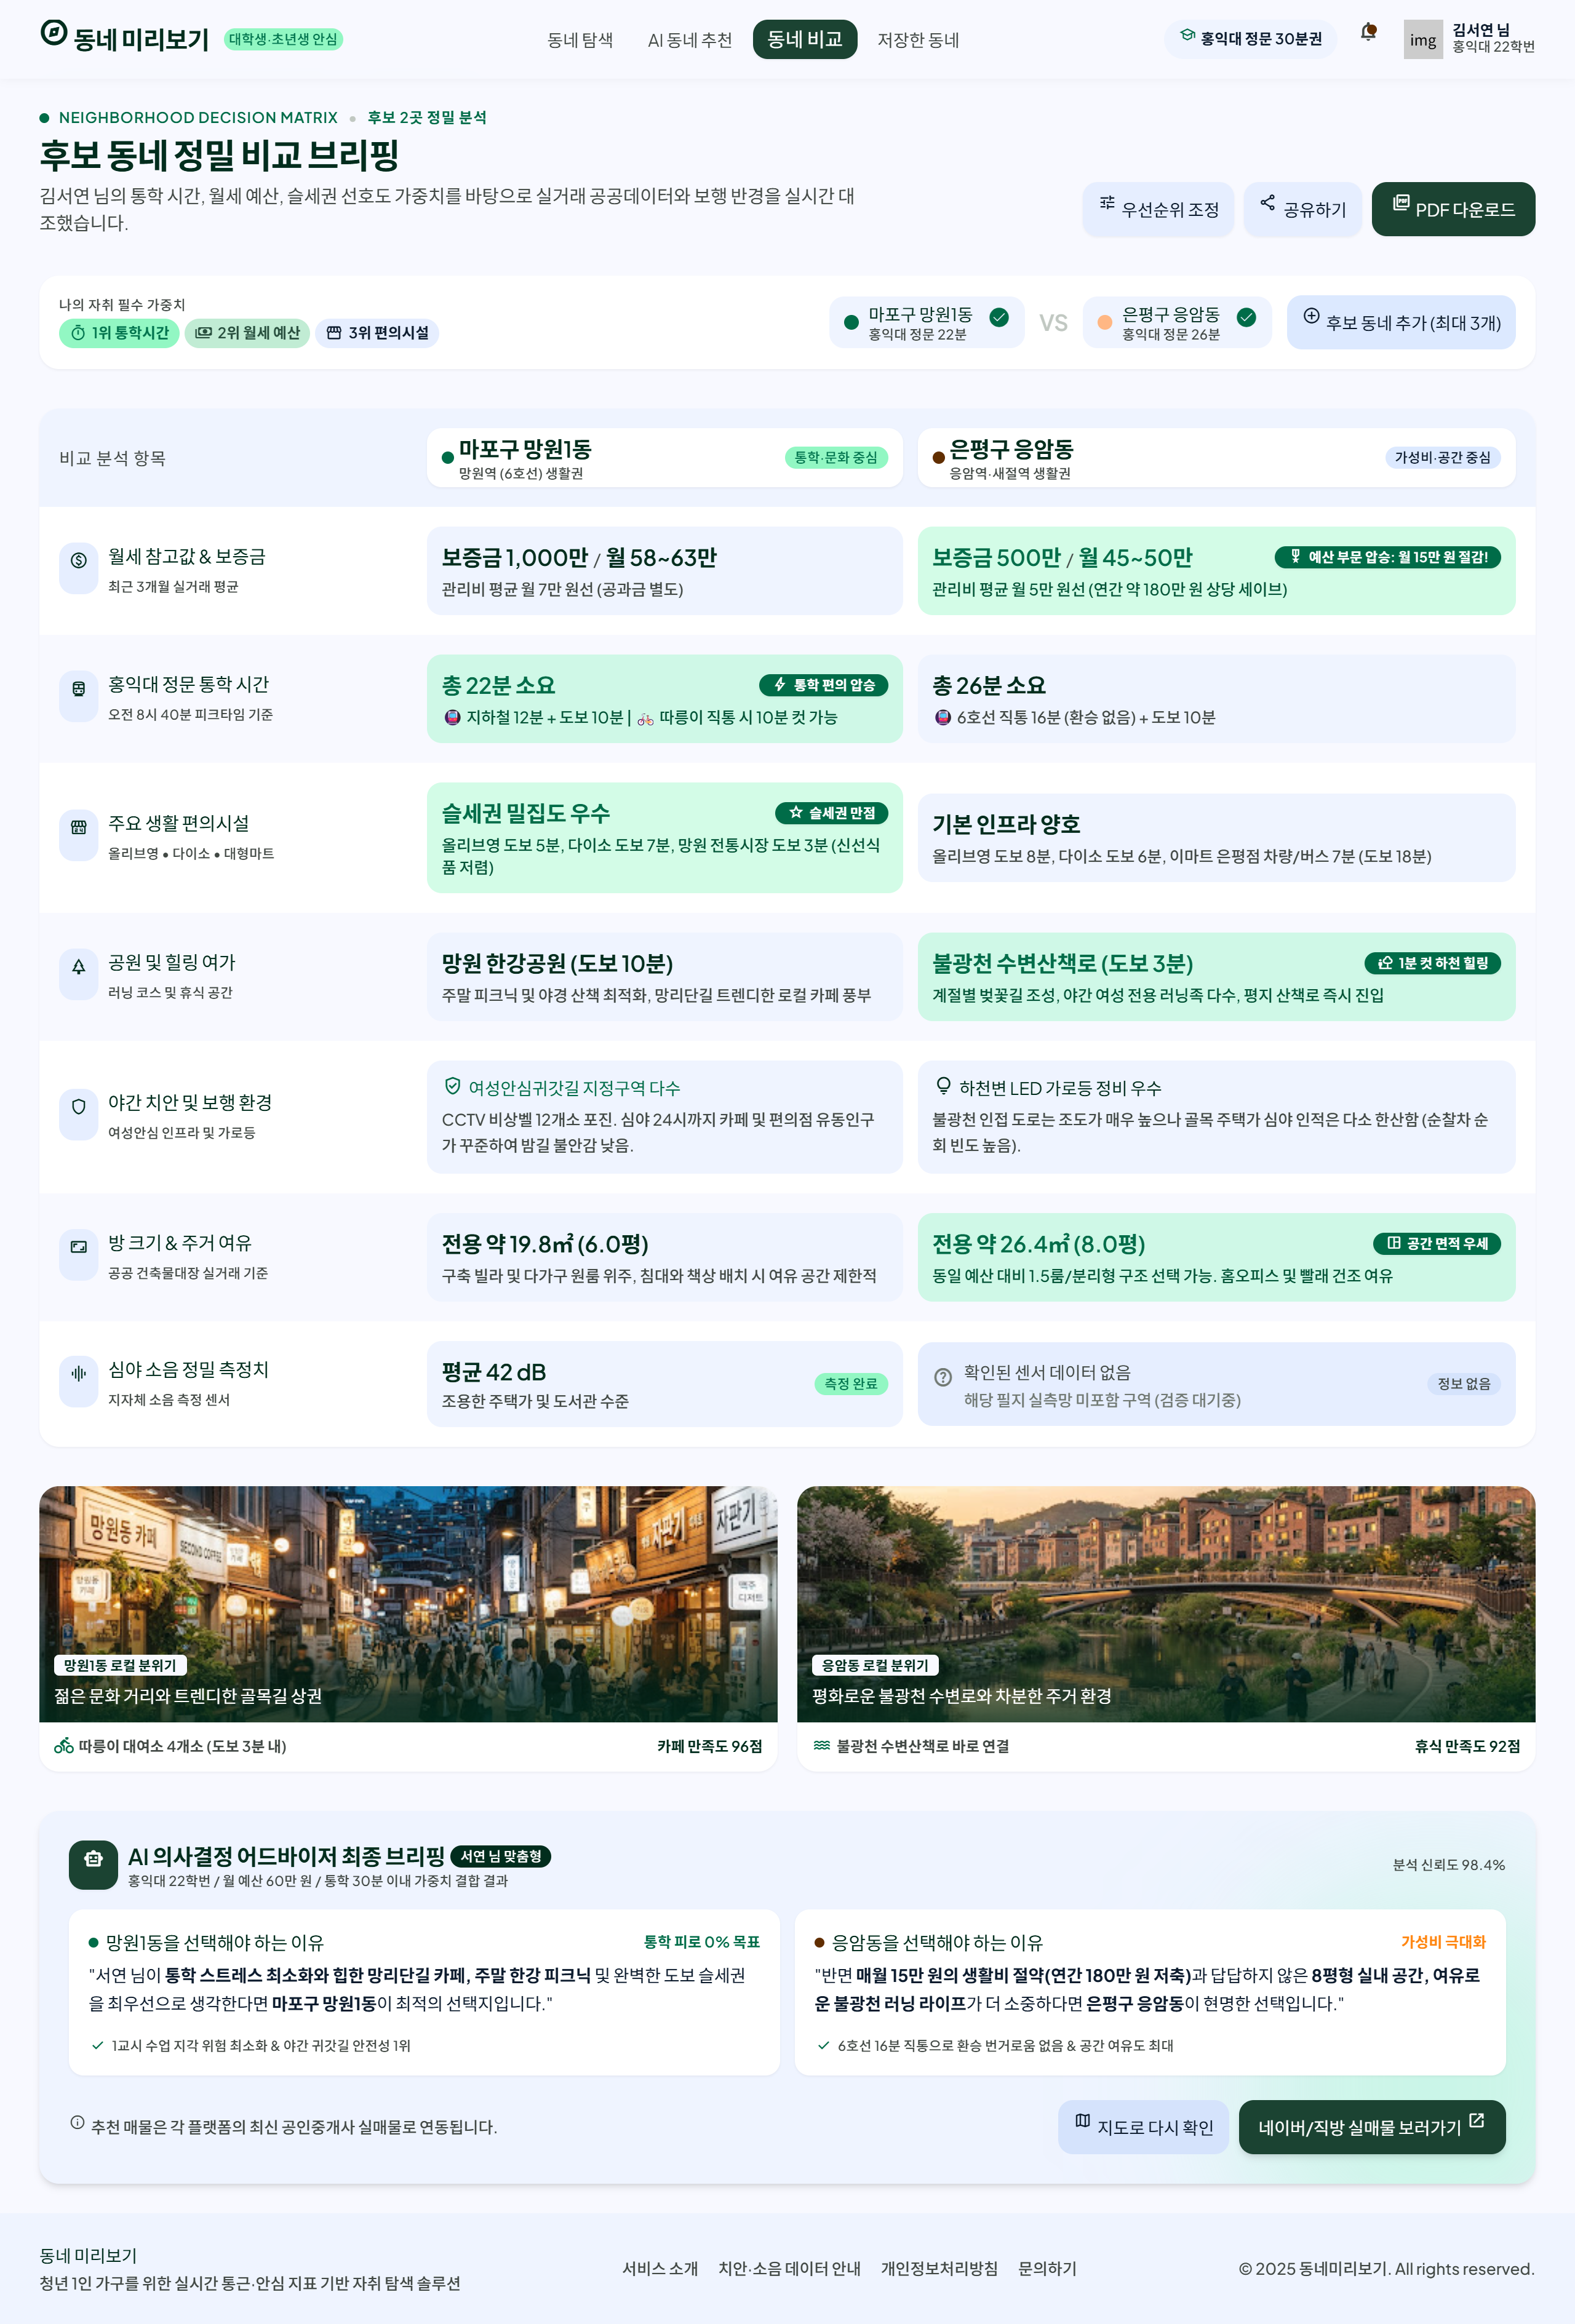 동네 미리보기
대학생·초년생 안심
동네 탐색
AI 동네 추천
동네 비교
저장한 동네
홍익대 정문 30분권
img
김서연 님
홍익대 22학번
NEIGHBORHOOD DECISION MATRIX
후보 2곳 정밀 분석
후보 동네 정밀 비교 브리핑
김서연 님의 통학 시간, 월세 예산, 슬세권 선호도 가중치를 바탕으로 실거래 공공데이터와 보행 반경을 실시간 대
조했습니다.
우선순위 조정
공유하기
PDF 다운로드
나의 자취 필수 가중치
1위 통학시간
2위 월세 예산
3위 편의시설
마포구 망원1동
홍익대 정문 22분
VS
은평구 응암동
홍익대 정문 26분
후보 동네 추가 (최대 3개)
비교 분석 항목
마포구 망원1동
망원역 (6호선) 생활권
통학·문화 중심
은평구 응암동
응암역·새절역 생활권
가성비·공간 중심
월세 참고값 & 보증금
최근 3개월 실거래 평균
보증금 1,000만 / 월 58~63만
관리비 평균 월 7만 원선 (공과금 별도)
보증금 500만 / 월 45~50만
예산 부문 압승: 월 15만 원 절감!
관리비 평균 월 5만 원선 (연간 약 180만 원 상당 세이브)
홍익대 정문 통학 시간
오전 8시 40분 피크타임 기준
총 22분 소요
통학 편의 압승
지하철 12분 + 도보 10분 | 🚲 따릉이 직통 시 10분 컷 가능
총 26분 소요
6호선 직통 16분 (환승 없음) + 도보 10분
주요 생활 편의시설
올리브영 • 다이소 • 대형마트
슬세권 밀집도 우수
슬세권 만점
올리브영 도보 5분, 다이소 도보 7분, 망원 전통시장 도보 3분 (신선식
품 저렴)
기본 인프라 양호
올리브영 도보 8분, 다이소 도보 6분, 이마트 은평점 차량/버스 7분 (도보 18분)
공원 및 힐링 여가
러닝 코스 및 휴식 공간
망원 한강공원 (도보 10분)
주말 피크닉 및 야경 산책 최적화, 망리단길 트렌디한 로컬 카페 풍부
불광천 수변산책로 (도보 3분)
1분 컷 하천 힐링
계절별 벚꽃길 조성, 야간 여성 전용 러닝족 다수, 평지 산책로 즉시 진입
야간 치안 및 보행 환경
여성안심 인프라 및 가로등
여성안심귀갓길 지정구역 다수
CCTV 비상벨 12개소 포진. 심야 24시까지 카페 및 편의점 유동인구
가 꾸준하여 밤길 불안감 낮음.
하천변 LED 가로등 정비 우수
불광천 인접 도로는 조도가 매우 높으나 골목 주택가 심야 인적은 다소 한산함 (순찰차 순
회 빈도 높음).
방 크기 & 주거 여유
공공 건축물대장 실거래 기준
전용 약 19.8㎡ (6.0평)
구축 빌라 및 다가구 원룸 위주, 침대와 책상 배치 시 여유 공간 제한적
전용 약 26.4㎡ (8.0평)
공간 면적 우세
동일 예산 대비 1.5룸/분리형 구조 선택 가능. 홈오피스 및 빨래 건조 여유
심야 소음 정밀 측정치
지자체 소음 측정 센서
평균 42 dB
조용한 주택가 및 도서관 수준
측정 완료
확인된 센서 데이터 없음
해당 필지 실측망 미포함 구역 (검증 대기중)
정보 없음
망원동 카페
SECOND COFFEE
자판기
자관기
망원동
카페
맥주
디저트
망원1동 로컬 분위기
젊은 문화 거리와 트렌디한 골목길 상권
따릉이 대여소 4개소 (도보 3분 내)
카페 만족도 96점
응암동 로컬 분위기
평화로운 불광천 수변로와 차분한 주거 환경
불광천 수변산책로 바로 연결
휴식 만족도 92점
AI 의사결정 어드바이저 최종 브리핑
서연 님 맞춤형
홍익대 22학번 / 월 예산 60만 원 / 통학 30분 이내 가중치 결합 결과
분석 신뢰도 98.4%
망원1동을 선택해야 하는 이유
통학 피로 0% 목표
"서연 님이 통학 스트레스 최소화와 힙한 망리단길 카페, 주말 한강 피크닉 및 완벽한 도보 슬세권
을 최우선으로 생각한다면 마포구 망원1동이 최적의 선택지입니다."
1교시 수업 지각 위험 최소화 & 야간 귀갓길 안전성 1위
응암동을 선택해야 하는 이유
가성비 극대화
"반면 매월 15만 원의 생활비 절약(연간 180만 원 저축)과 답답하지 않은 8평형 실내 공간, 여유로
운 불광천 러닝 라이프가 더 소중하다면 은평구 응암동이 현명한 선택입니다."
6호선 16분 직통으로 환승 번거로움 없음 & 공간 여유도 최대
추천 매물은 각 플랫폼의 최신 공인중개사 실매물로 연동됩니다.
지도로 다시 확인
네이버/직방 실매물 보러가기
동네 미리보기
청년 1인 가구를 위한 실시간 통근·안심 지표 기반 자취 탐색 솔루션
서비스 소개
치안·소음 데이터 안내
개인정보처리방침
문의하기
© 2025 동네미리보기. All rights reserved.